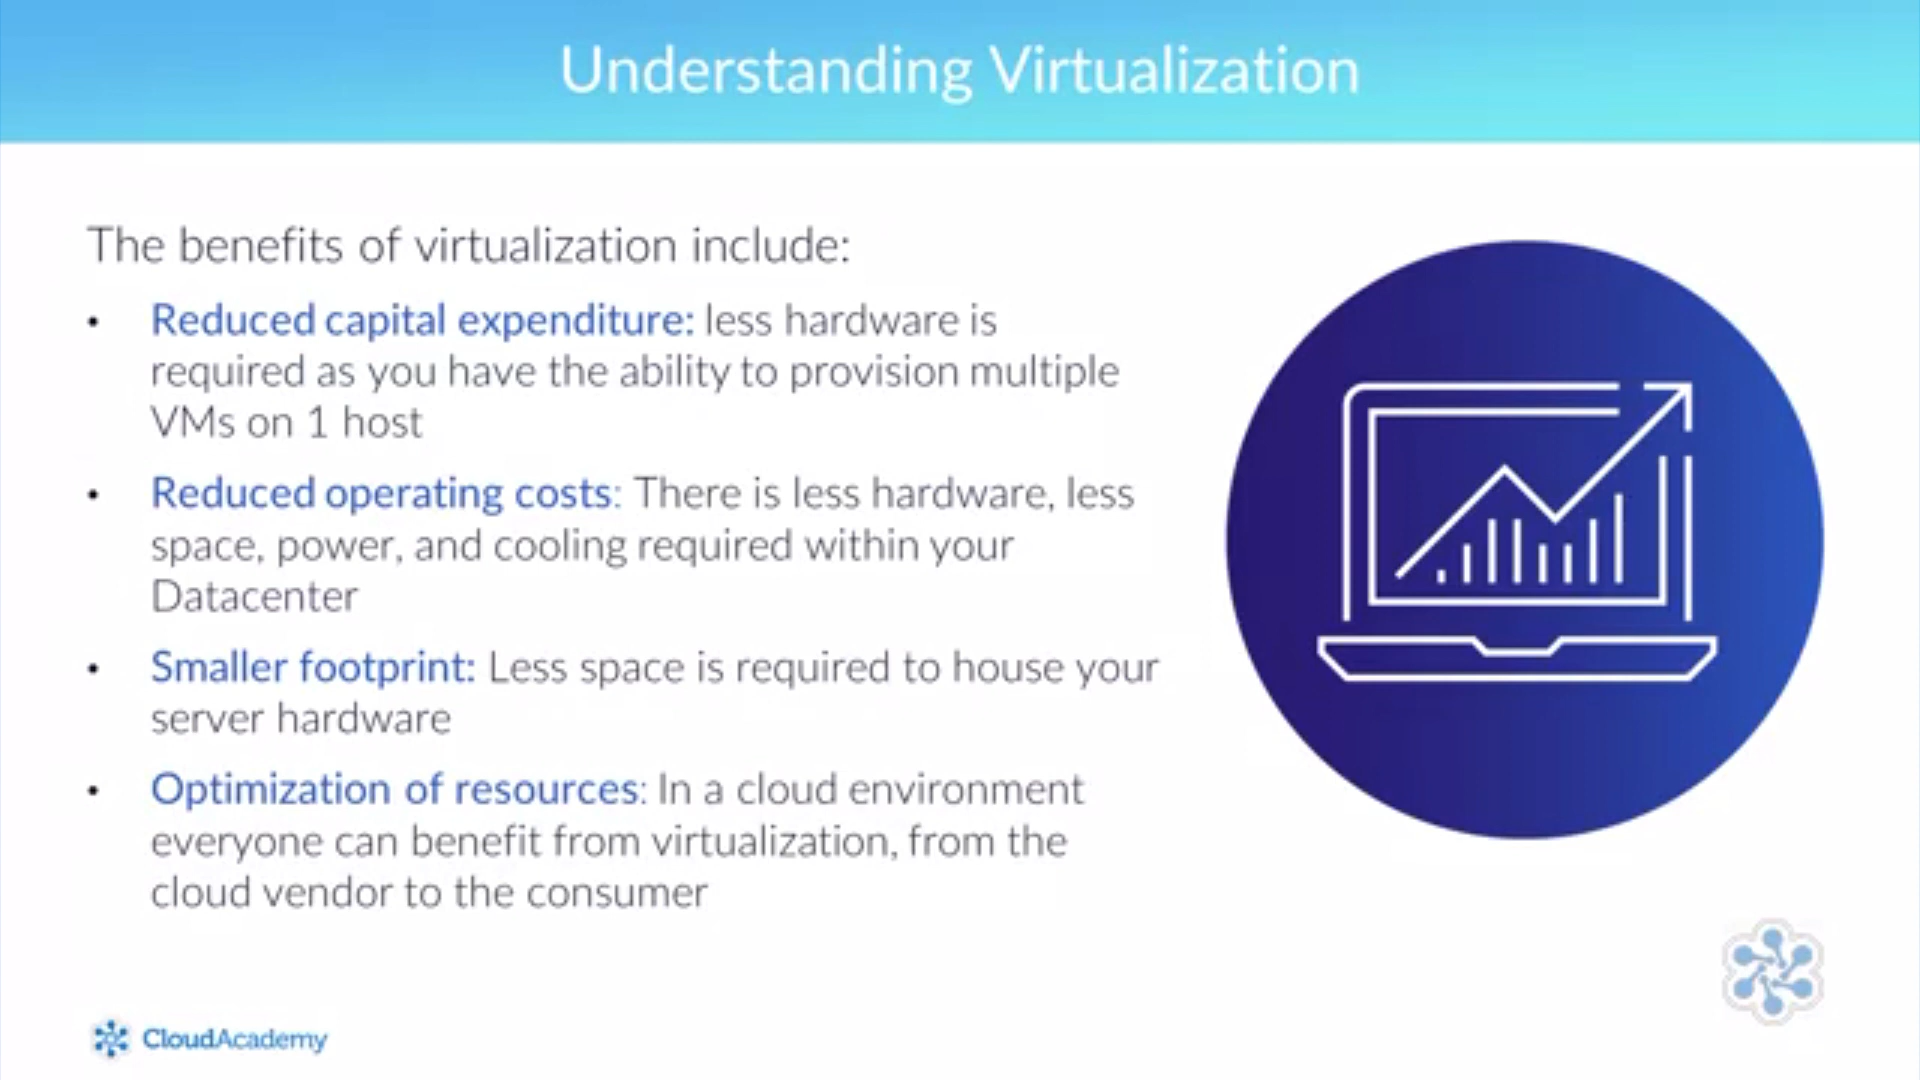 Understanding Virtualization
The benefits of virtualization include:
• Reduced capital expenditure: less hardware is
required as you have the ability to provision multiple
VMs on 1 host
• Reduced operating costs: There is less hardware, less
space, power, and cooling required within your
Datacenter
• Smaller footprint: Less space is required to house your
server hardware
• Optimization of resources: In a cloud environment
everyone can benefit from virtualization, from the
cloud vendor to the consumer
CloudAcademy